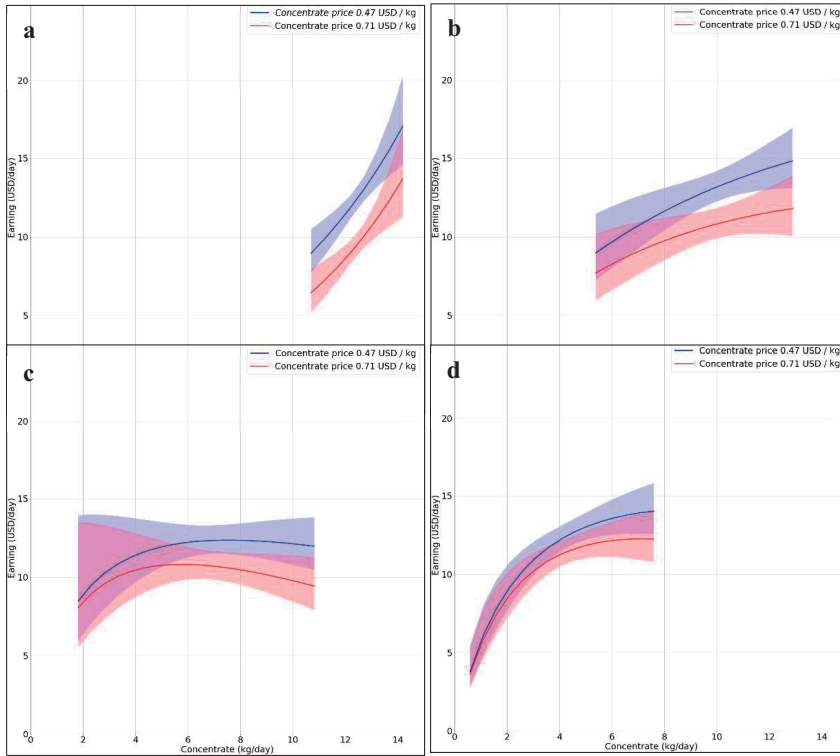 a
Concentrate price 0.47 USD / kg
Concentrate price 0.71 USD / kg
20
15
10
5
Earning (USD/day)
b
Concentrate price 0.47 USD / kg
Concentrate price 0.71 USD / kg
20
15
10
5
Earning (USD/day)
c
Concentrate price 0.47 USD / kg
Concentrate price 0.71 USD / kg
20
15
10
5
0
Earning (USD/day)
0 2 4 6 8 10 12 14
Concentrate (kg/day)
d
Concentrate price 0.47 USD / kg
Concentrate price 0.71 USD / kg
20
15
10
5
0
Earning (USD/day)
0 2 4 6 8 10 12 14
Concentrate (kg/day)